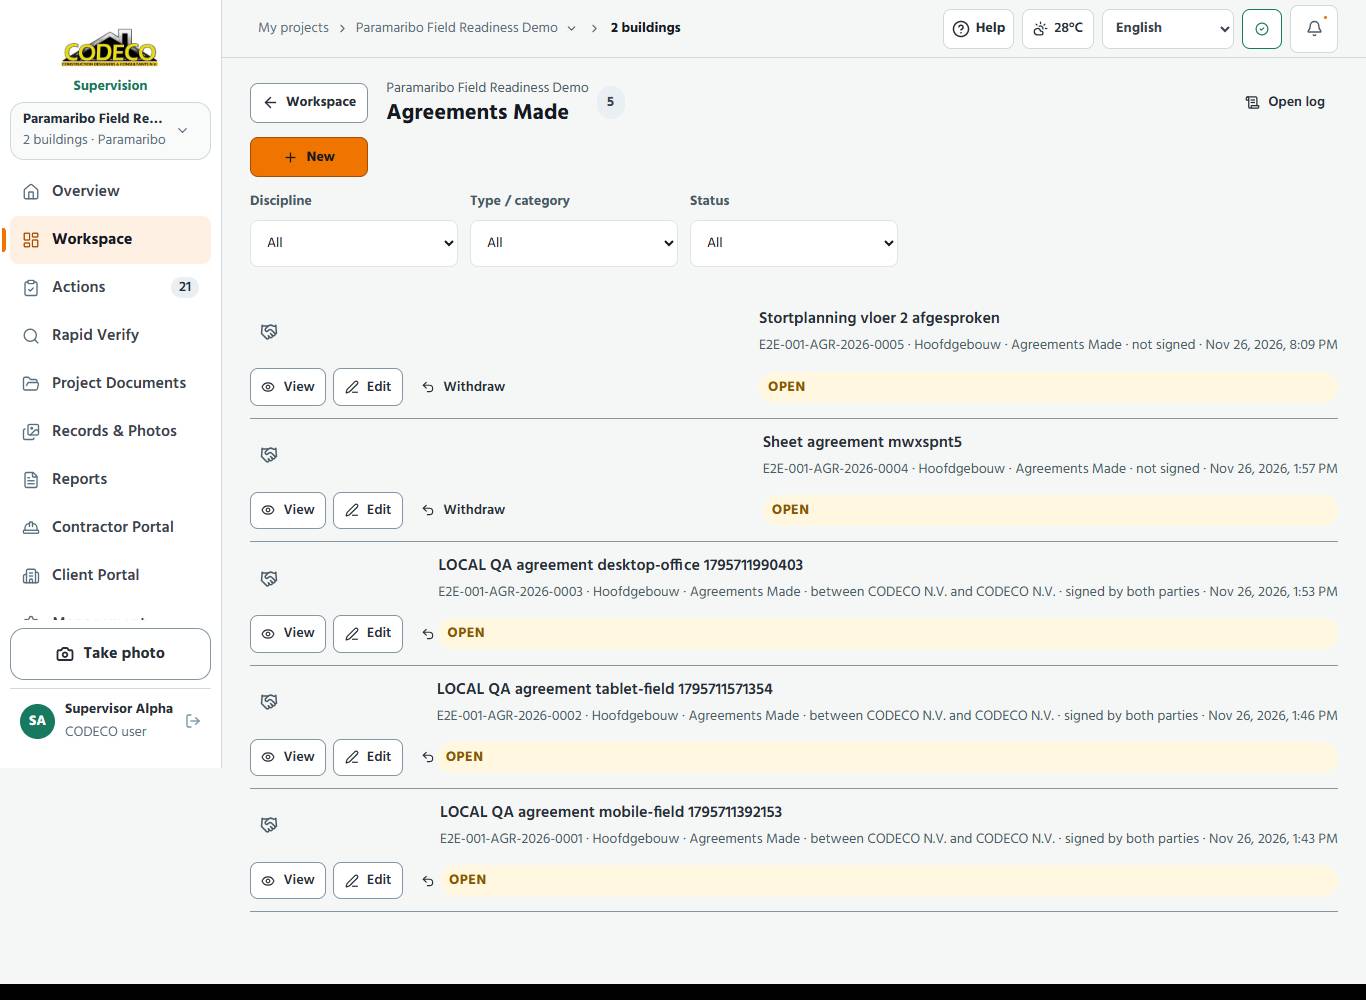 CODECO
CONSTRUCTION DESIGNERS & CONSULTANTS N.V.
Supervision
Paramaribo Field Re...
2 buildings · Paramaribo
Overview
Workspace
Actions 21
Rapid Verify
Project Documents
Records & Photos
Reports
Contractor Portal
Client Portal
Take photo
SA Supervisor Alpha
CODECO user
My projects Paramaribo Field Readiness Demo 2 buildings
Help 28°C English
Workspace
Paramaribo Field Readiness Demo
Agreements Made 5
Open log
New
Discipline Type / category Status
All All All
Stortplanning vloer 2 afgesproken
E2E-001-AGR-2026-0005 · Hoofdgebouw · Agreements Made · not signed · Nov 26, 2026, 8:09 PM
View Edit Withdraw OPEN
Sheet agreement mwxspnt5
E2E-001-AGR-2026-0004 · Hoofdgebouw · Agreements Made · not signed · Nov 26, 2026, 1:57 PM
View Edit Withdraw OPEN
LOCAL QA agreement desktop-office 1795711990403
E2E-001-AGR-2026-0003 · Hoofdgebouw · Agreements Made · between CODECO N.V. and CODECO N.V. · signed by both parties · Nov 26, 2026, 1:53 PM
View Edit OPEN
LOCAL QA agreement tablet-field 1795711571354
E2E-001-AGR-2026-0002 · Hoofdgebouw · Agreements Made · between CODECO N.V. and CODECO N.V. · signed by both parties · Nov 26, 2026, 1:46 PM
View Edit OPEN
LOCAL QA agreement mobile-field 1795711392153
E2E-001-AGR-2026-0001 · Hoofdgebouw · Agreements Made · between CODECO N.V. and CODECO N.V. · signed by both parties · Nov 26, 2026, 1:43 PM
View Edit OPEN